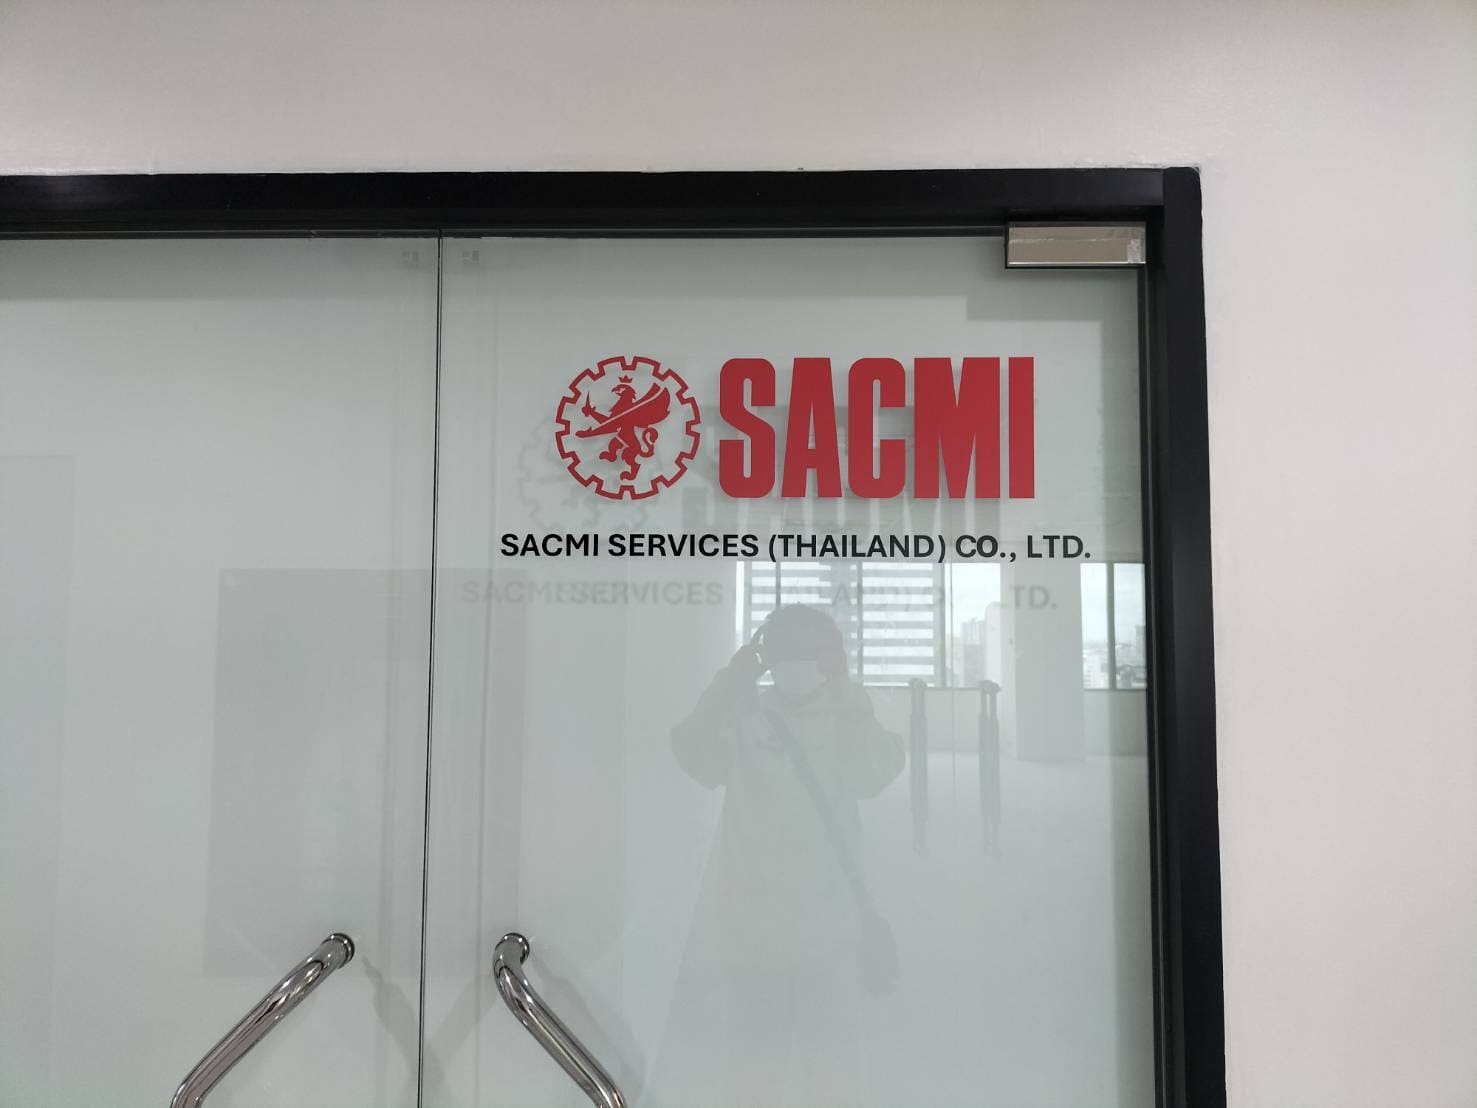 SACMI
SACMI SERVICES (THAILAND) CO., LTD.